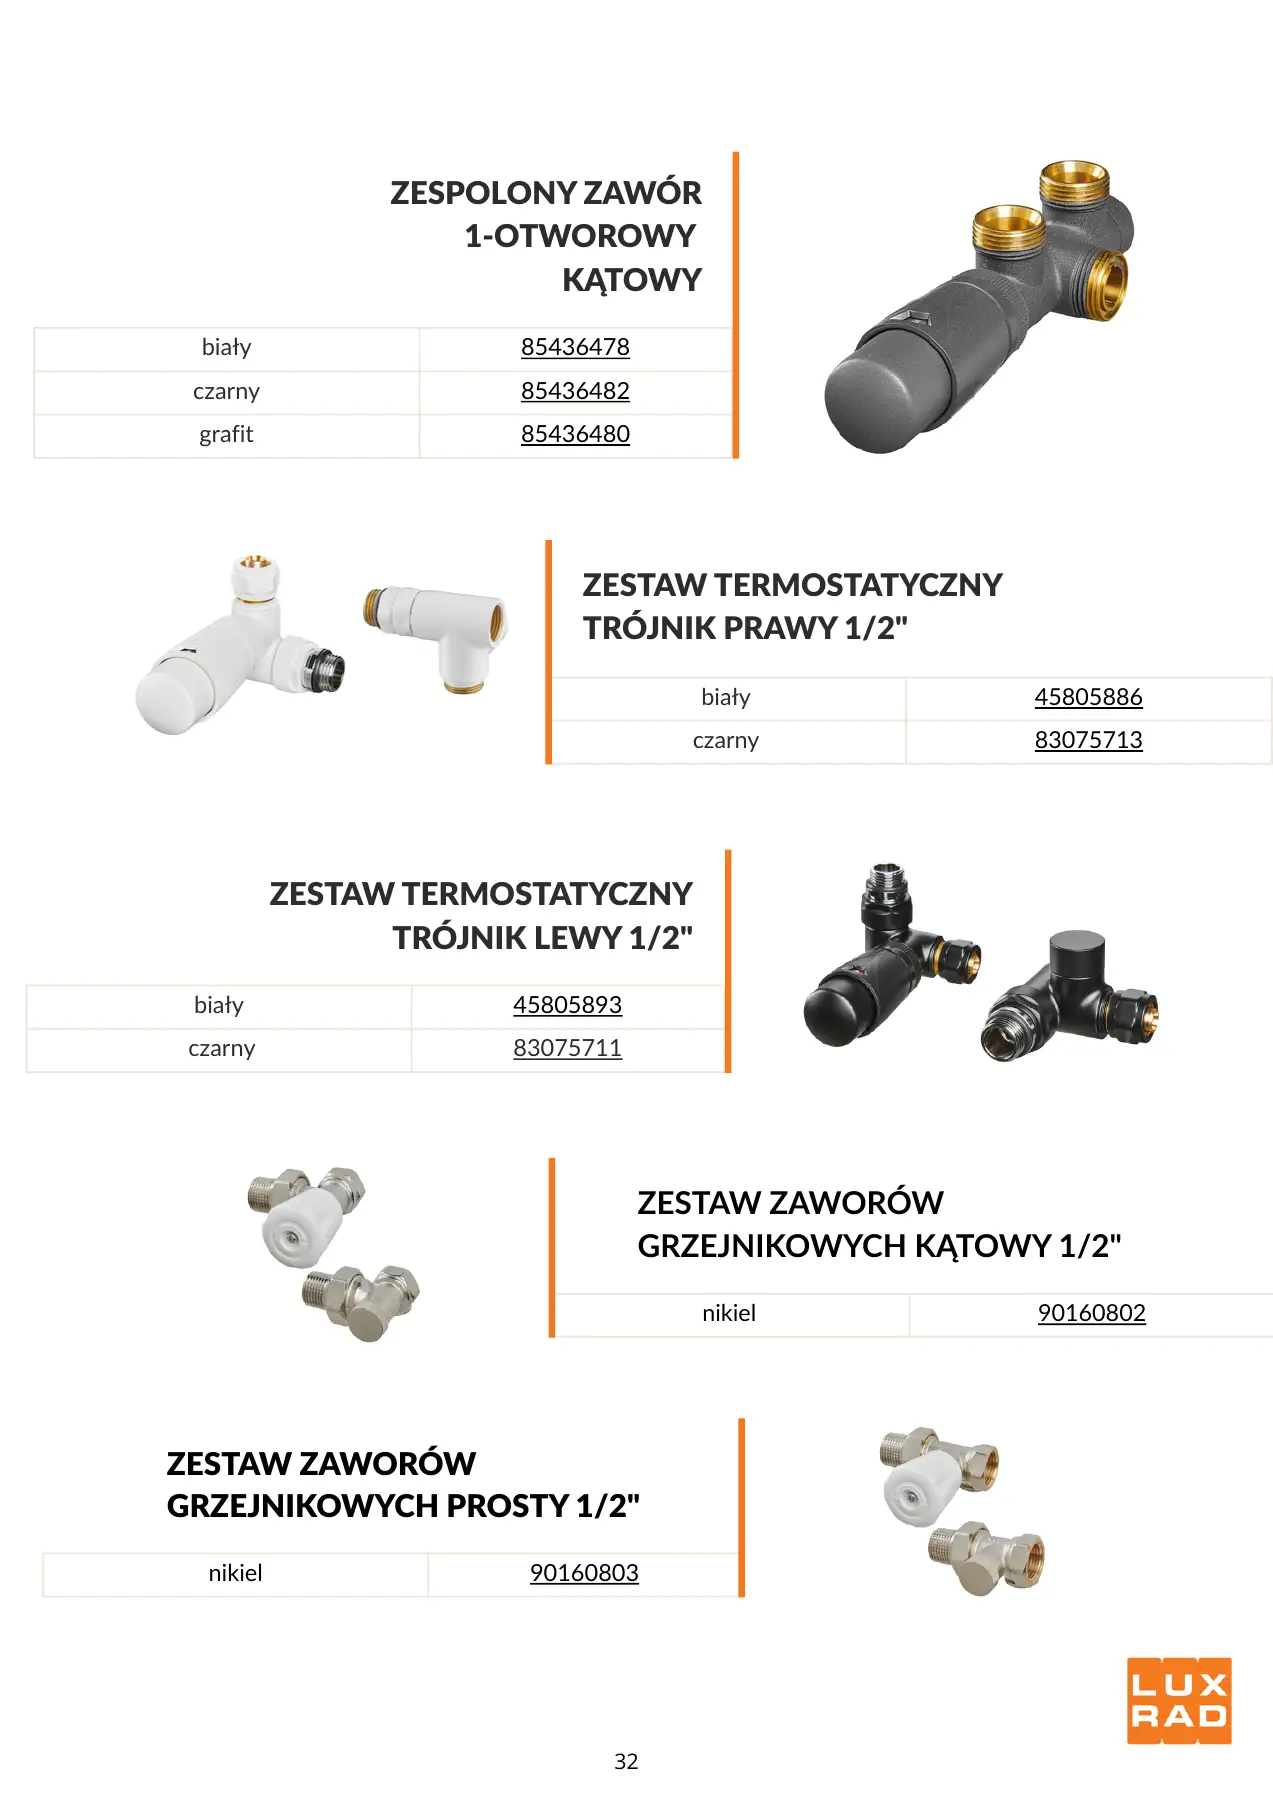 ZESPOLONY ZAWÓR
1-OTWOROWY
KĄTOWY
biały 85436478
czarny 85436482
grafit 85436480
ZESTAW TERMOSTATYCZNY
TRÓJNIK PRAWY 1/2"
biały 45805886
czarny 83075713
ZESTAW TERMOSTATYCZNY
TRÓJNIK LEWY 1/2"
biały 45805893
czarny 83075711
ZESTAW ZAWORÓW
GRZEJNIKOWYCH KĄTOWY 1/2"
nikiel 90160802
ZESTAW ZAWORÓW
GRZEJNIKOWYCH PROSTY 1/2"
nikiel 90160803
LUX
RAD
32